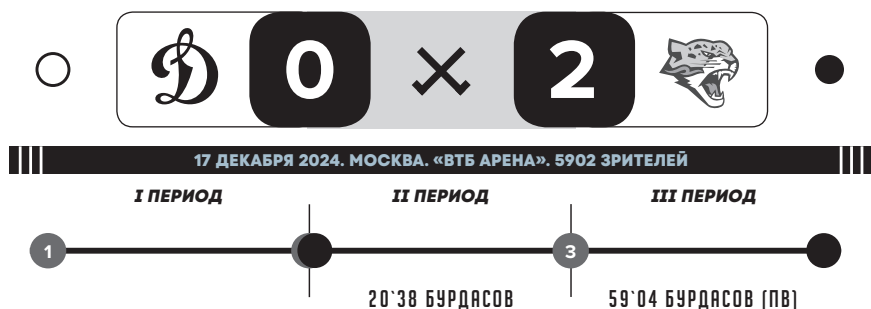 0 2
17 ДЕКАБРЯ 2024. МОСКВА. «ВТБ АРЕНА». 5902 ЗРИТЕЛЕЙ
I ПЕРИОД II ПЕРИОД III ПЕРИОД
1 3
20`38 БУРДАСОВ 59`04 БУРДАСОВ (ПВ)